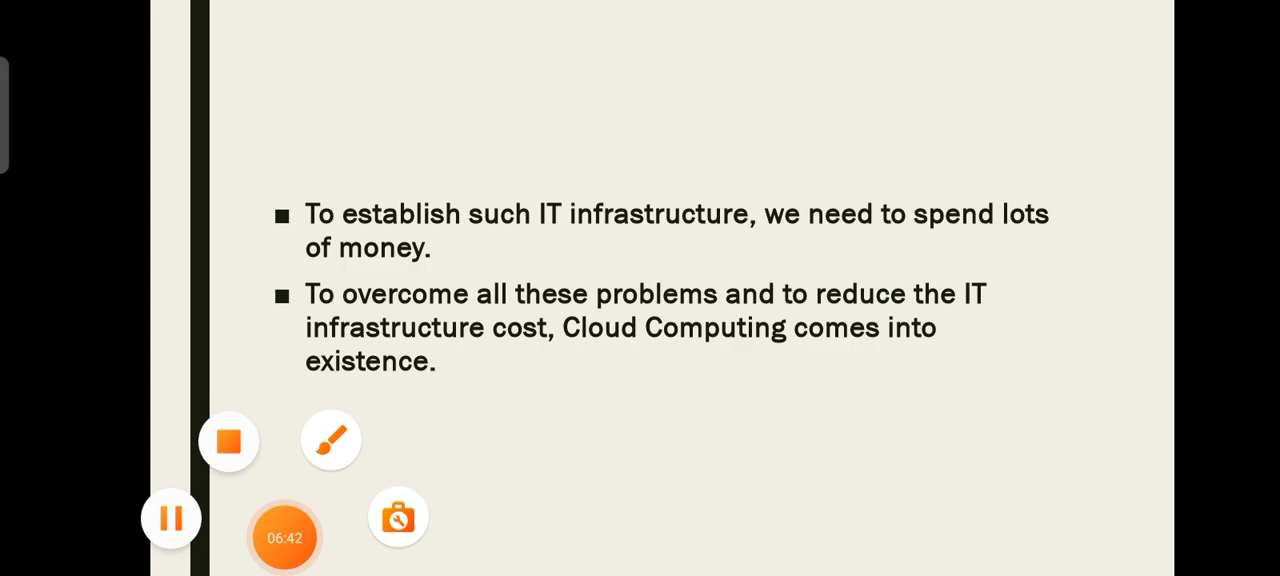 ■ To establish such IT infrastructure, we need to spend lots
of money.
■ To overcome all these problems and to reduce the IT
infrastructure cost, Cloud Computing comes into
existence.
06:42